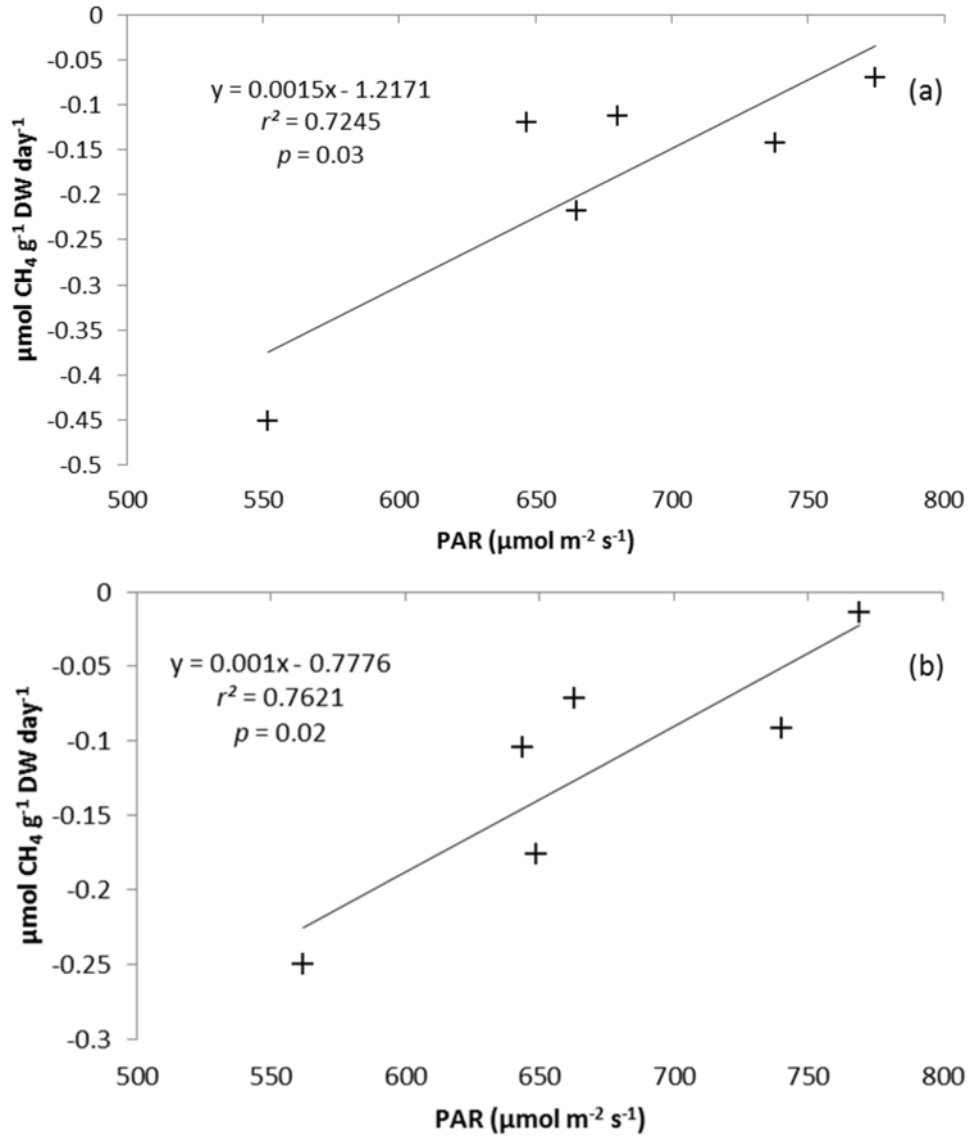 0
-0.05
-0.1
-0.15
-0.2
-0.25
-0.3
-0.35
-0.4
-0.45
-0.5
µmol CH₄ g⁻¹ DW day⁻¹
y = 0.0015x - 1.2171
r² = 0.7245
p = 0.03
(a)
500 550 600 650 700 750 800
PAR (µmol m⁻² s⁻¹)
0
-0.05
-0.1
-0.15
-0.2
-0.25
-0.3
µmol CH₄ g⁻¹ DW day⁻¹
y = 0.001x - 0.7776
r² = 0.7621
p = 0.02
(b)
500 550 600 650 700 750 800
PAR (µmol m⁻² s⁻¹)